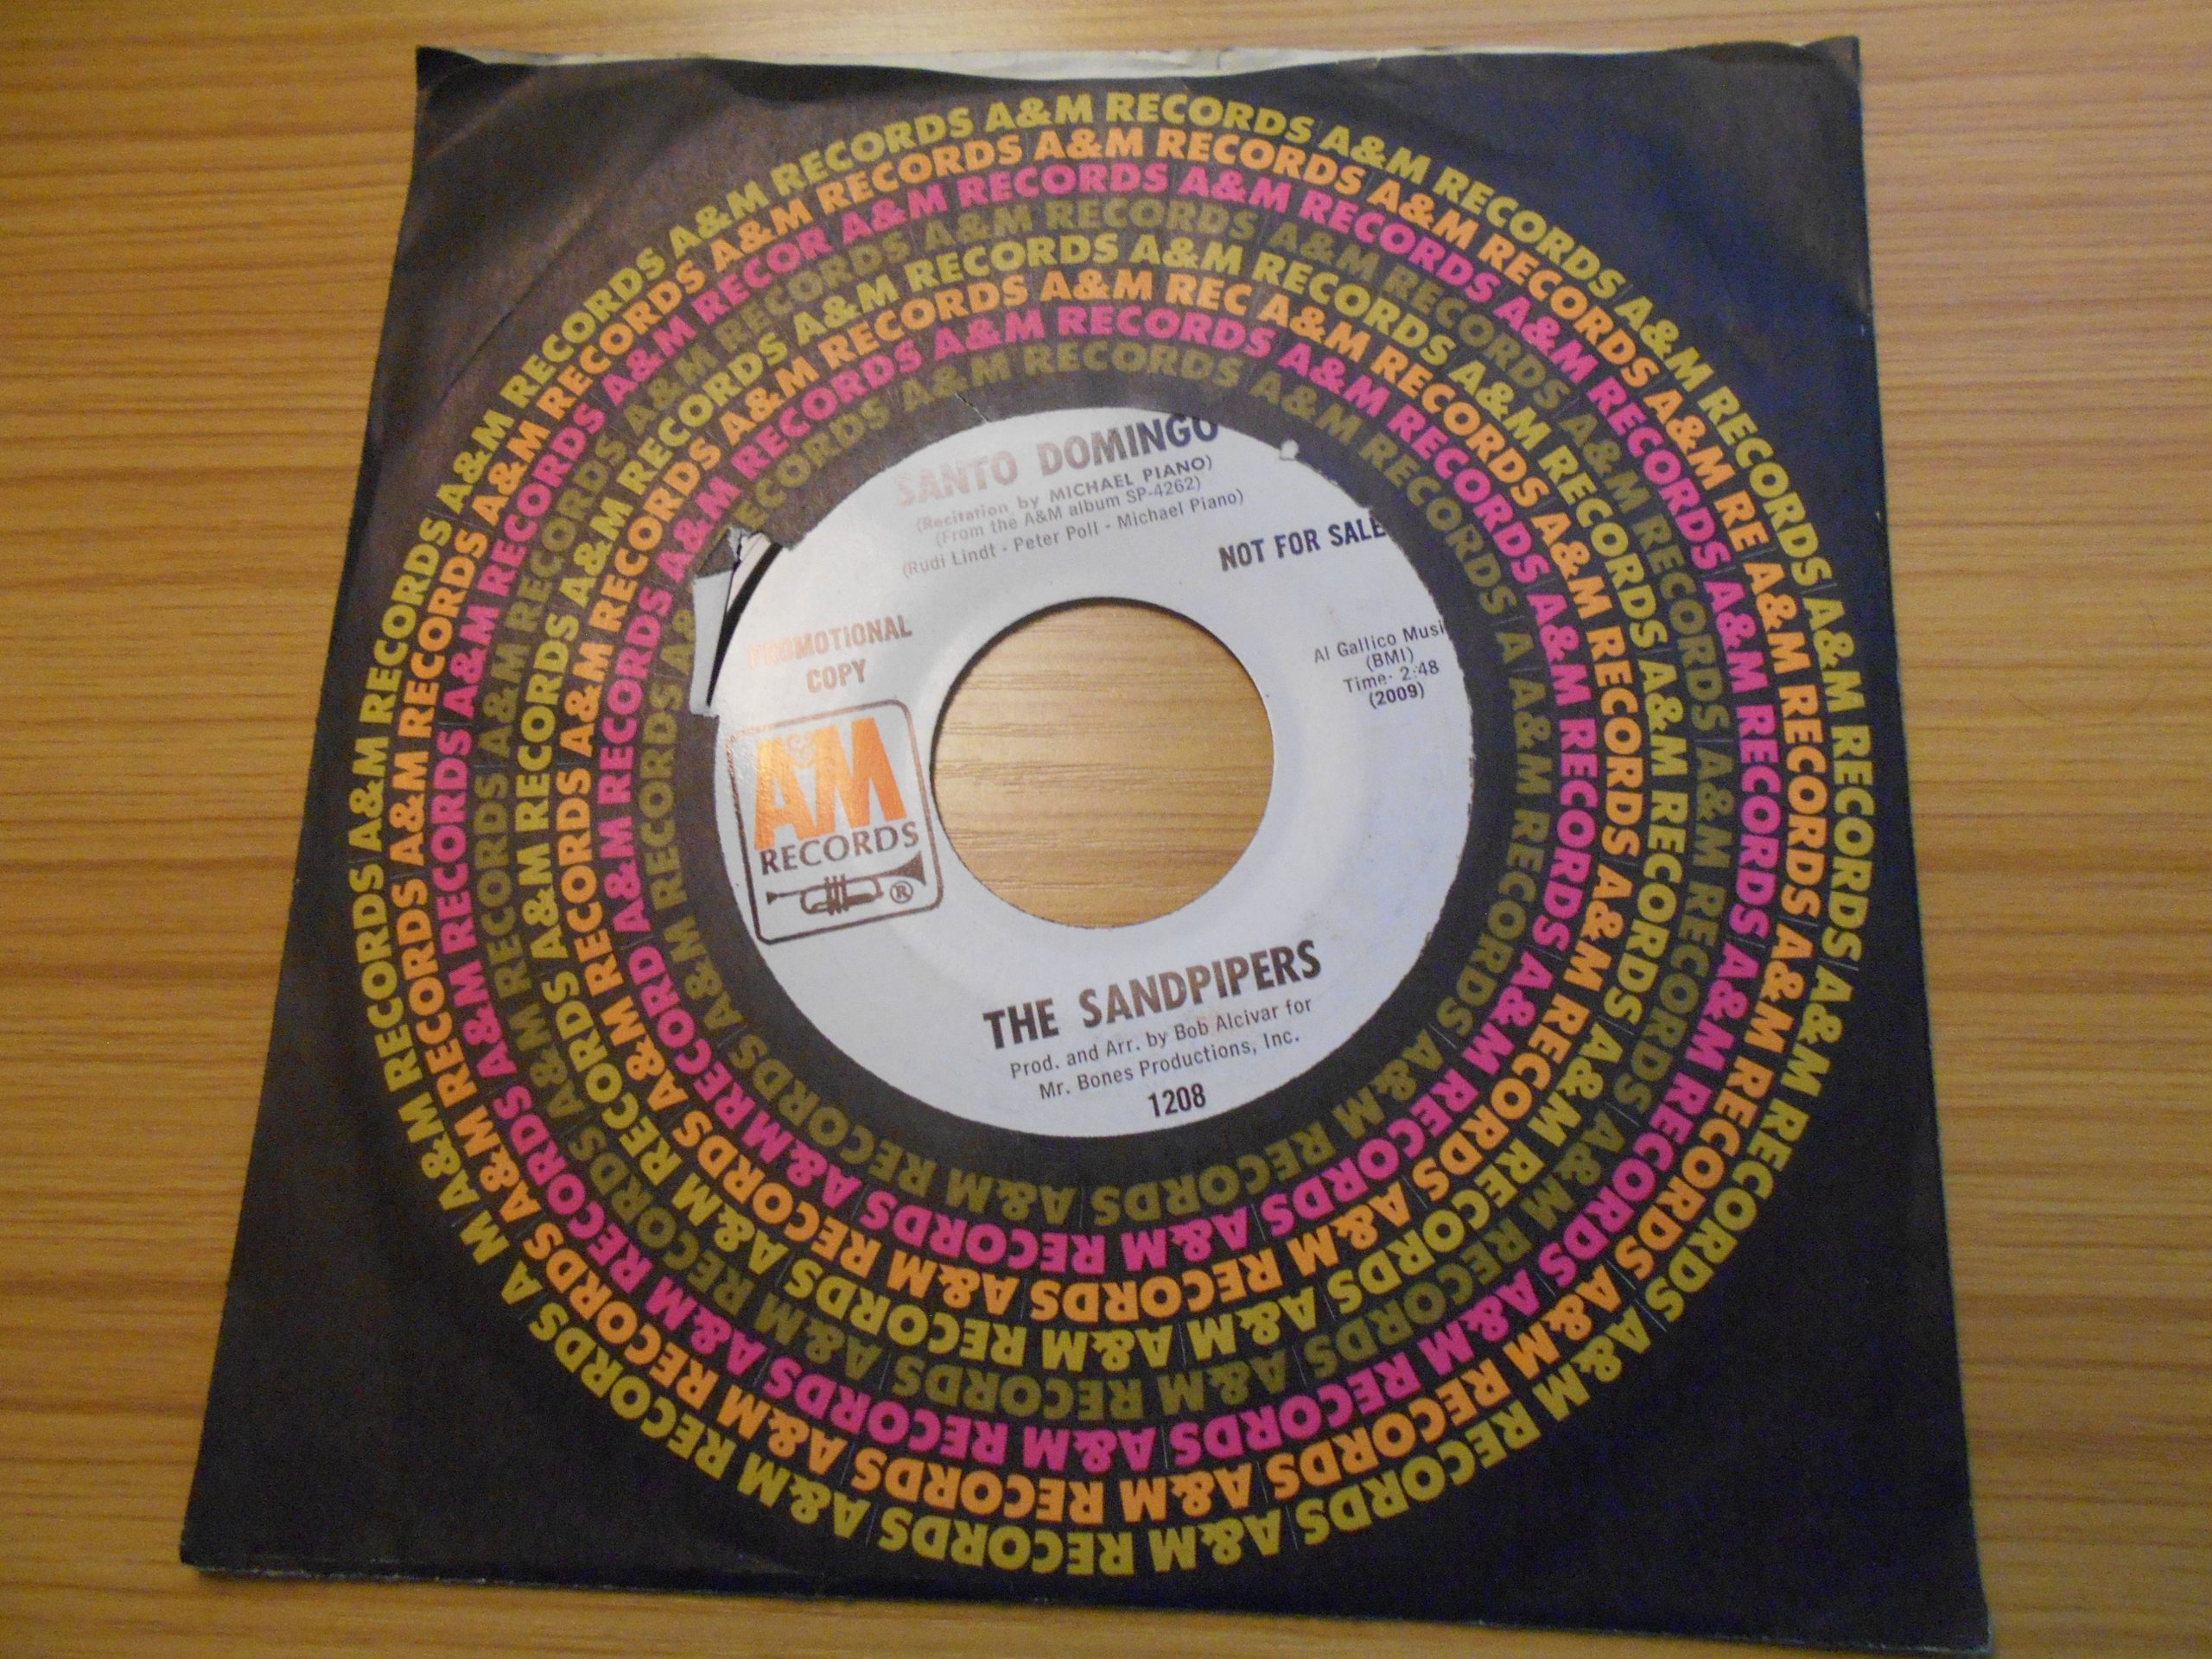 A&M RECORDS A&M RECORDS A&M RECORDS A&M RECORDS
SANTO DOMINGO
(Recitation by MICHAEL PIANO)
(From the A&M album SP-4262)
(Rudi Lindt - Peter Poll - Michael Piano)
NOT FOR SALE
PROMOTIONAL
COPY
Al Gallico Musi
(BMI)
Time: 2:48
(2009)
A&M
RECORDS
®
THE SANDPIPERS
Prod. and Arr. by Bob Alcivar for
Mr. Bones Productions, Inc.
1208